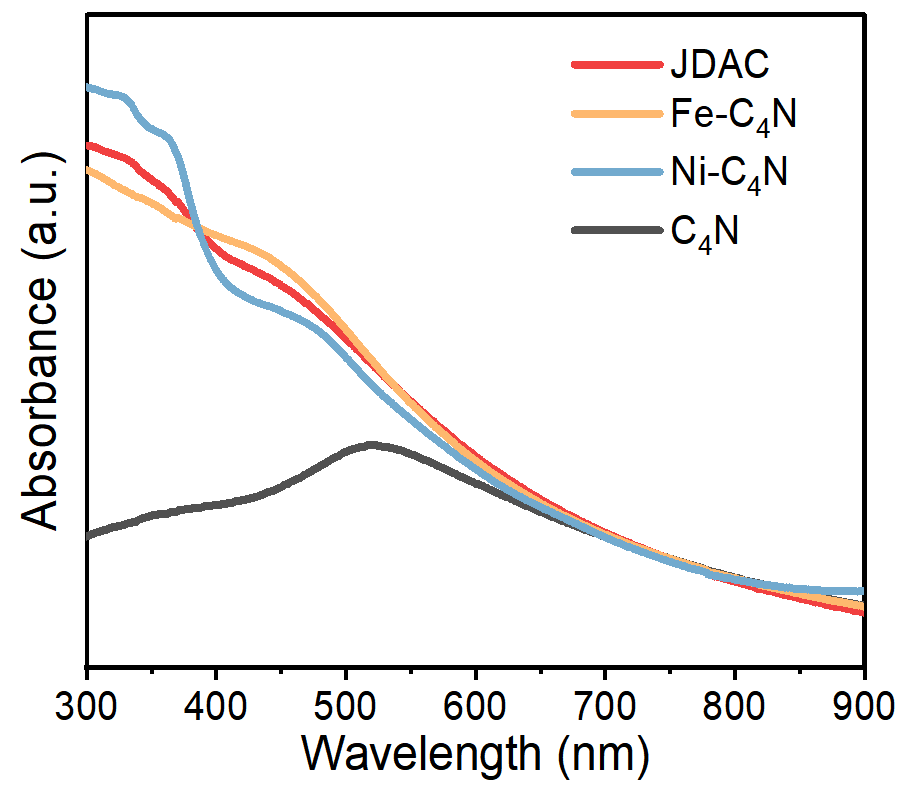 JDAC
Fe-C₄N
Ni-C₄N
C₄N
Absorbance (a.u.)
300 400 500 600 700 800 900
Wavelength (nm)